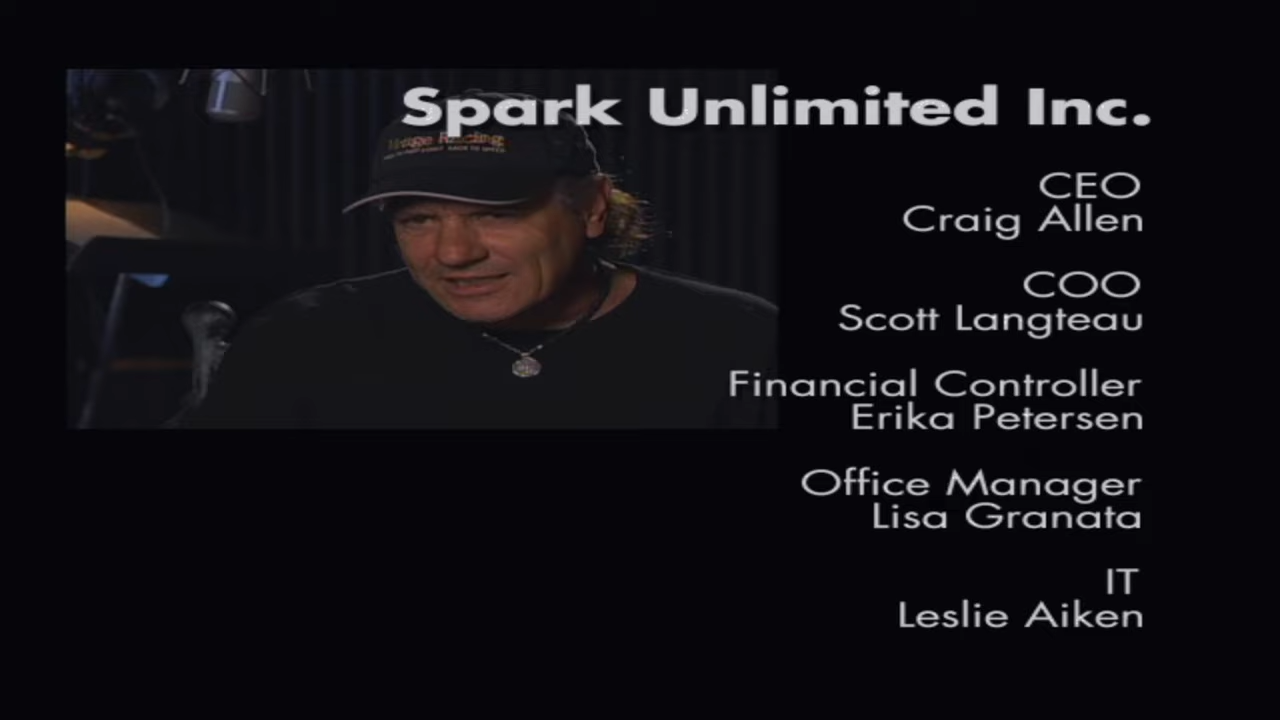 Spark Unlimited Inc.
CEO
Craig Allen
COO
Scott Langteau
Financial Controller
Erika Petersen
Office Manager
Lisa Granata
IT
Leslie Aiken